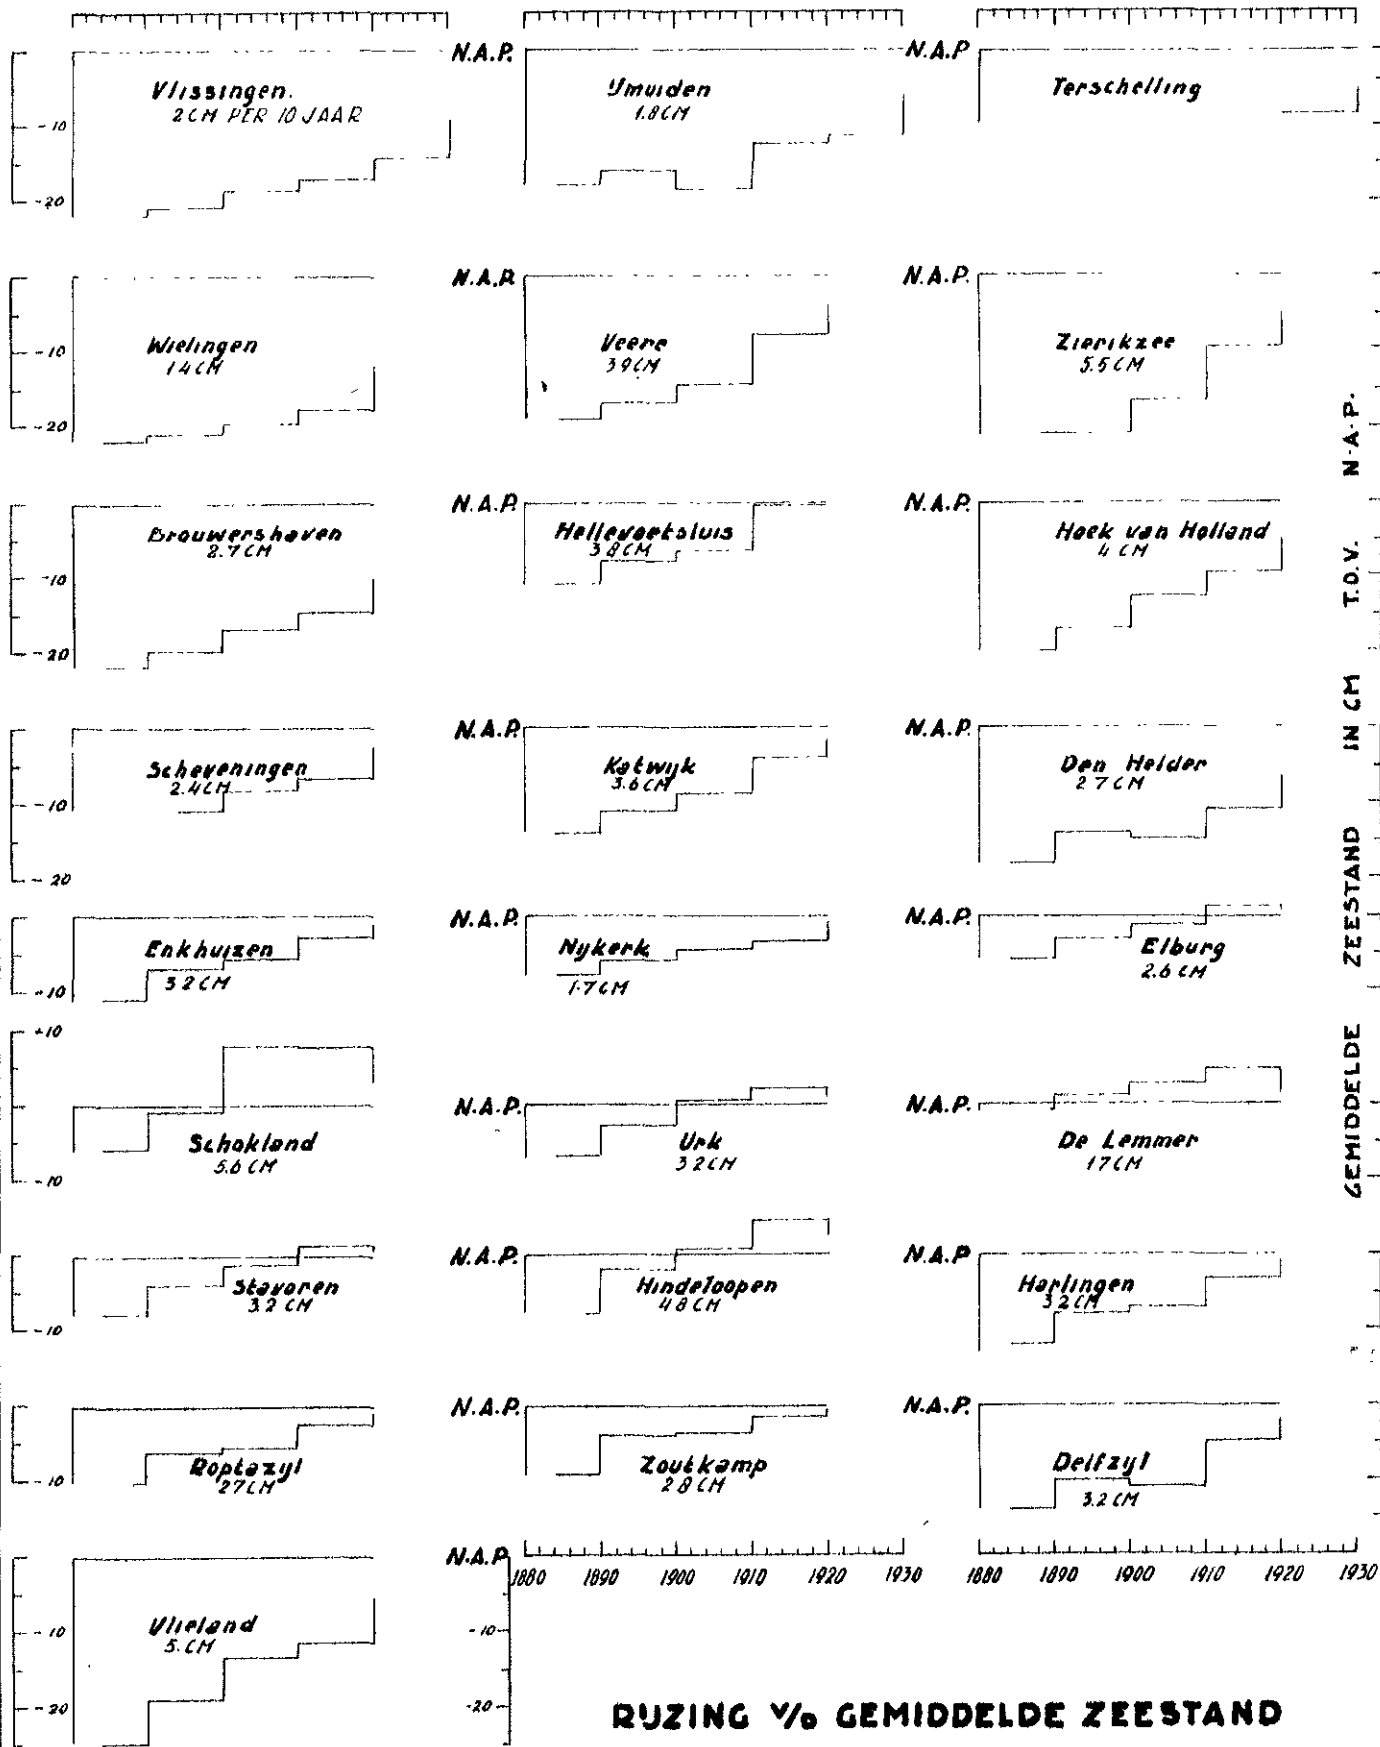 N.A.P. N.A.P
Vlissingen.
2 CM PER 10 JAAR
IJmuiden
1.8 CM
Terschelling
-10
-20
N.A.P. N.A.P.
Wielingen
1.4 CM
Veere
3.9 CM
Zierikzee
5.5 CM
-10
-20
N.A.P. N.A.P.
Brouwershaven
2.7 CM
Hellevoetsluis
3.8 CM
Hoek van Holland
4 CM
-10
-20
N.A.P. N.A.P.
Scheveningen
2.4 CM
Katwyk
3.6 CM
Den Helder
2.7 CM
-10
-20
N.A.P. N.A.P.
Enkhuizen
3.2 CM
Nykerk
1.7 CM
Elburg
2.6 CM
-10
+10
N.A.P. N.A.P.
Schokland
5.6 CM
Urk
3.2 CM
De Lemmer
1.7 CM
-10
N.A.P. N.A.P
Stavoren
3.2 CM
Hindeloopen
4.8 CM
Harlingen
3.2 CM
-10
N.A.P. N.A.P.
Roptazyl
2.7 CM
Zoutkamp
2.8 CM
Delfzyl
3.2 CM
-10
N.A.P.
1880 1890 1900 1910 1920 1930
1880 1890 1900 1910 1920 1930
Vlieland
5. CM
-10
-20
-10
-20
GEMIDDELDE ZEESTAND IN CM T.O.V. N.A.P.
RIJZING V/D GEMIDDELDE ZEESTAND